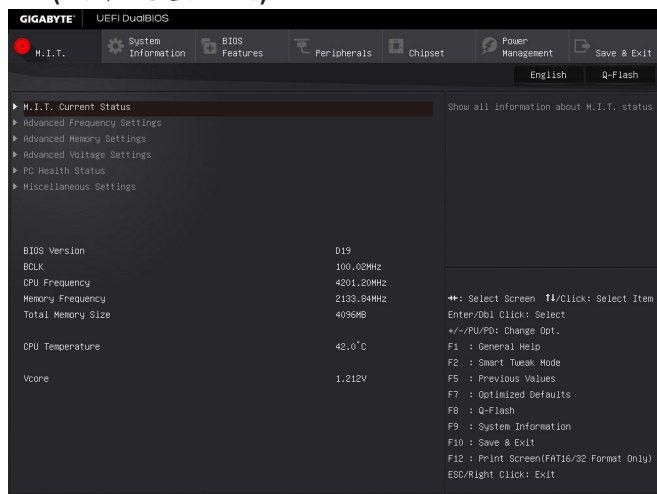 GIGABYTE™ UEFI DualBIOS
M.I.T.
System Information
BIOS Features
Peripherals
Chipset
Power Management
Save & Exit
English Q-Flash
M.I.T. Current Status
Advanced Frequency Settings
Advanced Memory Settings
Advanced Voltage Settings
PC Health Status
Miscellaneous Settings
BIOS Version D19
BCLK 100.02MHz
CPU Frequency 4201.20MHz
Memory Frequency 2133.84MHz
Total Memory Size 4096MB
CPU Temperature 42.0°C
Vcore 1.212V
Show all information about M.I.T. status
→←: Select Screen ↑↓/Click: Select Item
Enter/Dbl Click: Select
+/-/PU/PD: Change Opt.
F1 : General Help
F2 : Smart Tweak Mode
F5 : Previous Values
F7 : Optimized Defaults
F8 : Q-Flash
F9 : System Information
F10 : Save & Exit
F12 : Print Screen(FAT16/32 Format Only)
ESC/Right Click: Exit